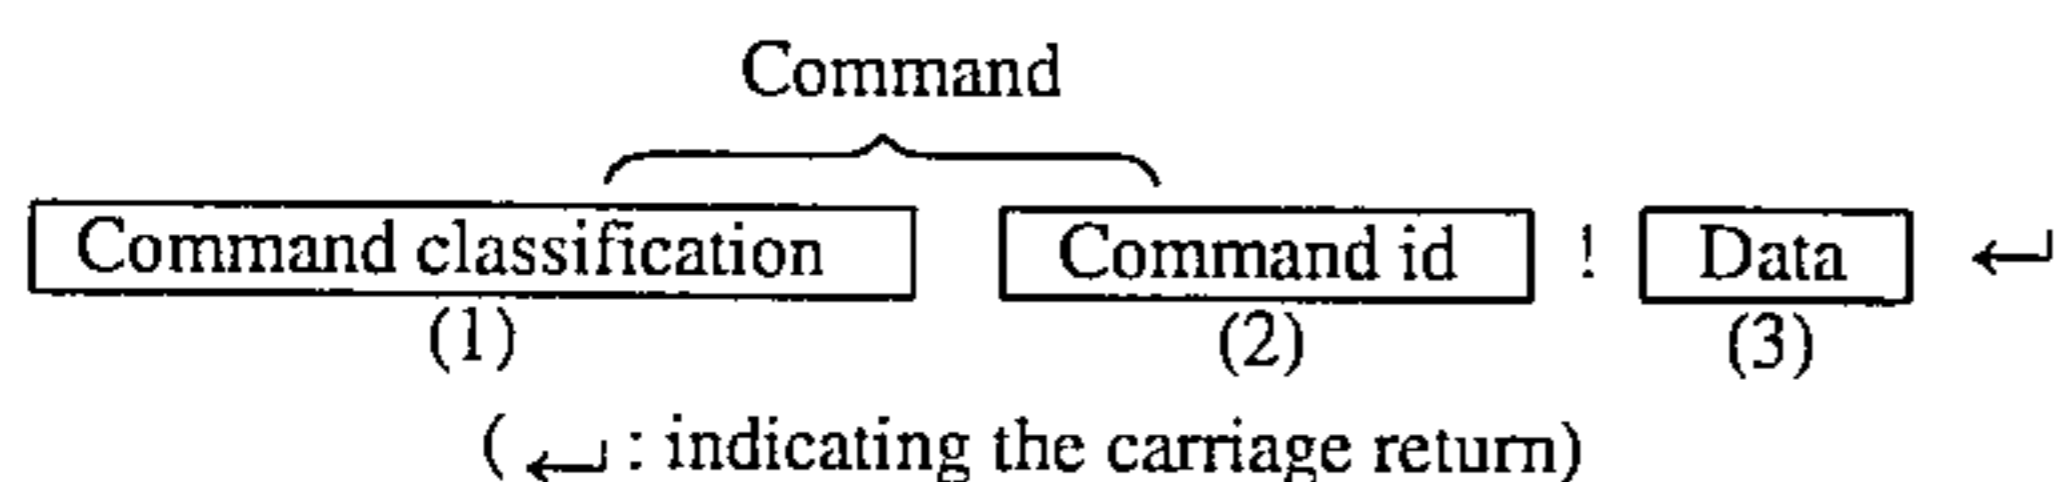 Command
Command classification Command id ! Data ↵
(1) (2) (3)
( ↵ : indicating the carriage return)